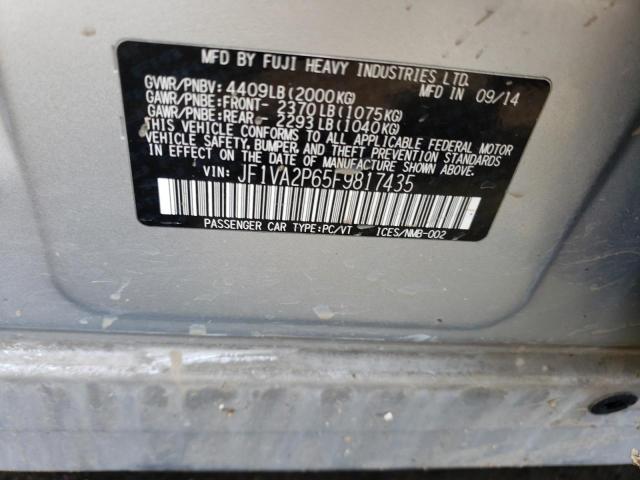 MFD BY FUJI HEAVY INDUSTRIES LTD.
GVWR/PNBV: 4409LB(2000KG) MFD IN 09/14
GAWR/PNBE:FRONT- 2370LB(1075KG)
GAWR/PNBE:REAR - 2293LB(1040KG)
THIS VEHICLE CONFORMS TO ALL APPLICABLE FEDERAL MOTOR
VEHICLE SAFETY, BUMPER, AND THEFT PREVENTION STANDARDS
IN EFFECT ON THE DATE OF MANUFACTURE SHOWN ABOVE.
VIN: JF1VA2P65F9817435
PASSENGER CAR TYPE:PC/VT ICES/NMB-002